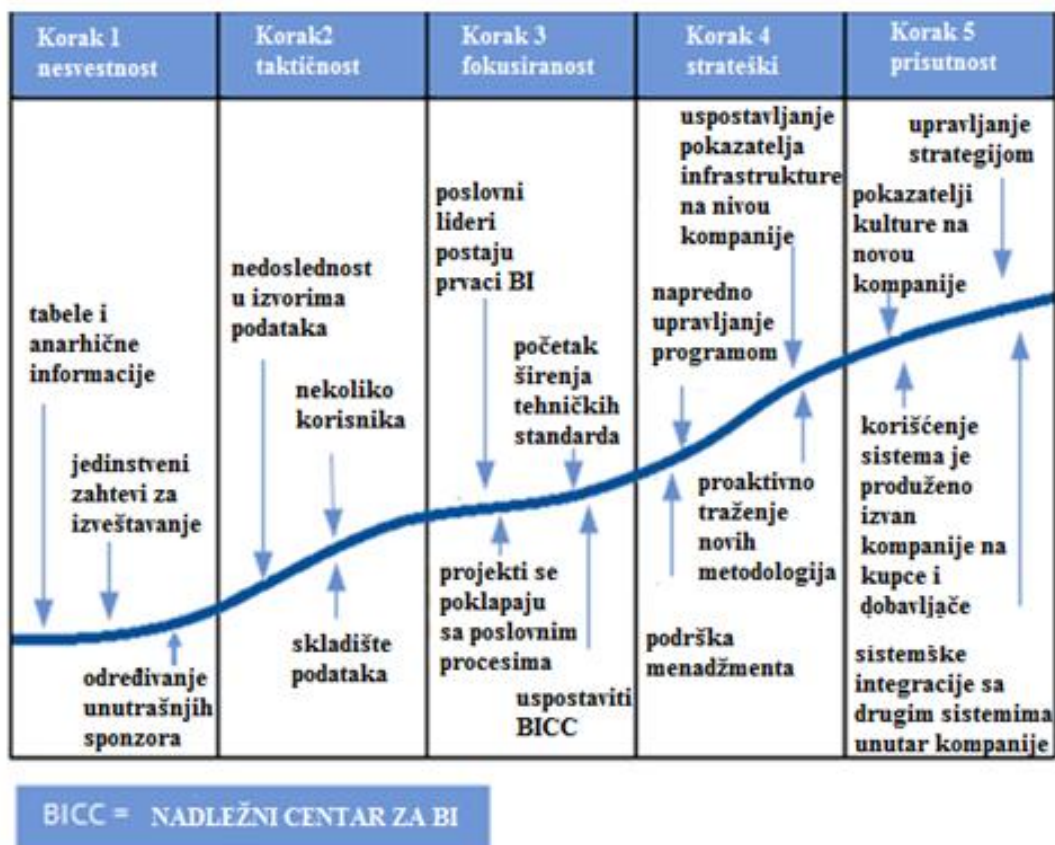 Korak 1
nesvestnost
Korak2
taktičnost
Korak 3
fokusiranost
Korak 4
strateški
Korak 5
prisutnost
tabele i
anarhične
informacije
jedinstveni
zahtevi za
izveštavanje
određivanje
unutrašnjih
sponzora
nedoslednost
u izvorima
podataka
nekoliko
korisnika
skladište
podataka
poslovni
lideri
postaju
prvaci BI
početak
širenja
tehničkih
standarda
projekti se
poklapaju
sa poslovnim
procesima
uspostaviti
BICC
uspostavljanje
pokazatelja
infrastrukture
na nivou
kompanije
napredno
upravljanje
programom
proaktivno
traženje
novih
metodologija
podrška
menadžmenta
upravljanje
strategijom
pokazatelji
kulture na
novou
kompanije
korišćenje
sistema je
produženo
izvan
kompanije na
kupce i
dobavljače
sistemške
integracije sa
drugim sistemima
unutar kompanije
BICC = NADLEŽNI CENTAR ZA BI